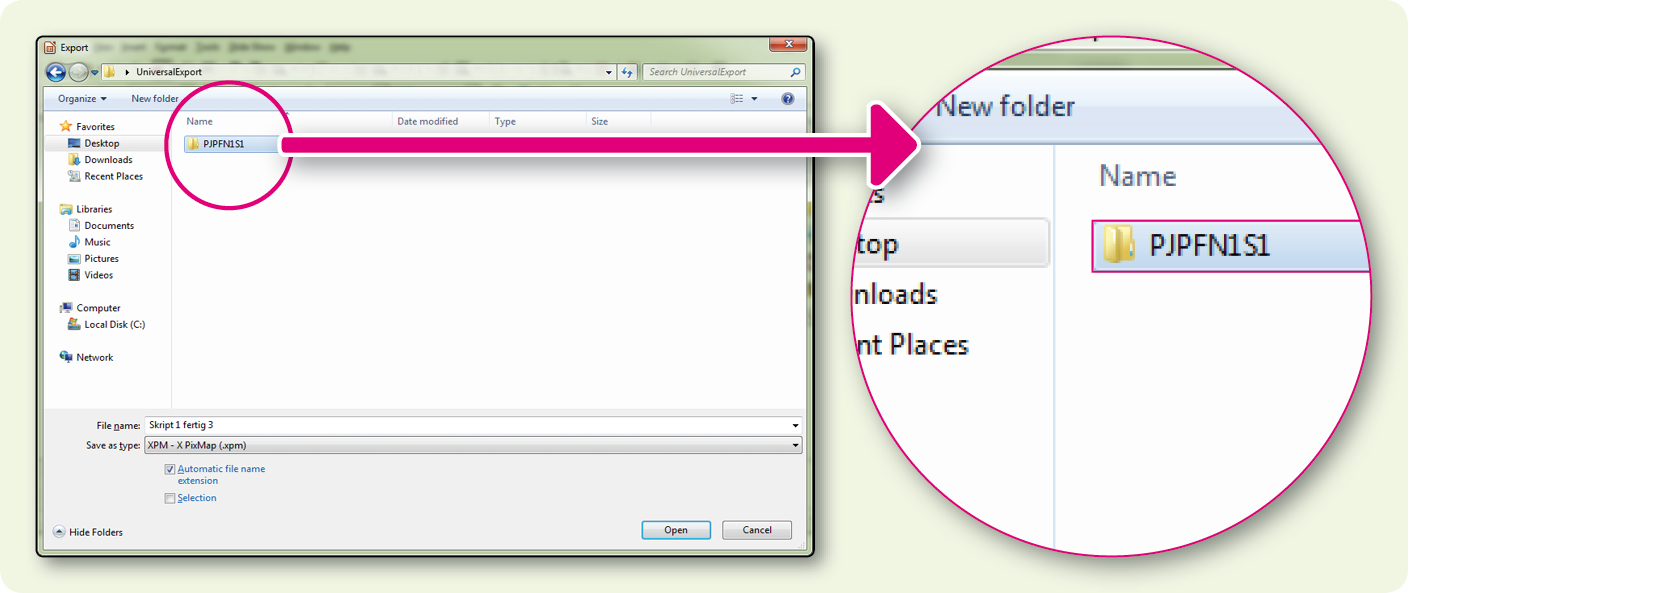 Export
UniversalExport
Search UniversalExport
Organize
New folder
Name
Date modified
Type
Size
Favorites
Desktop
Downloads
Recent Places
PJPFN1S1
Libraries
Documents
Music
Pictures
Videos
Computer
Local Disk (C:)
Network
File name: Skript 1 fertig 3
Save as type: XPM - X PixMap (.xpm)
Automatic file name
extension
Selection
Hide Folders
Open
Cancel
New folder
Name
top
PJPFN1S1
nloads
nt Places